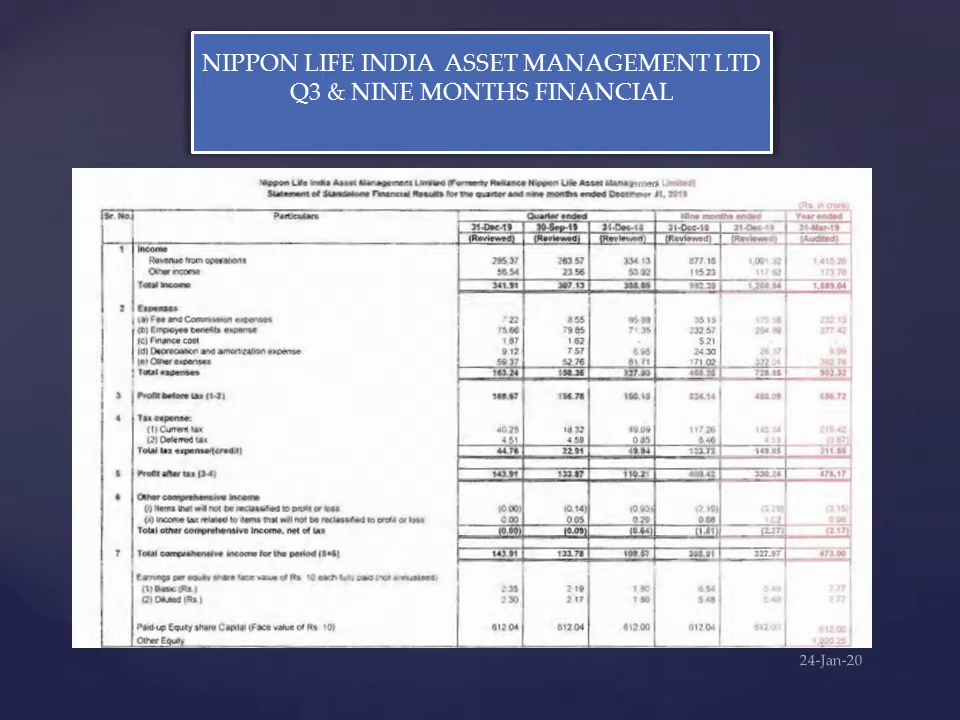 NIPPON LIFE INDIA ASSET MANAGEMENT LTD
Q3 & NINE MONTHS FINANCIAL
Nippon Life India Asset Management Limited (Formerly Reliance Nippon Life Asset Management Limited)
Statement of Standalone Financial Results for the quarter and nine months ended December 31, 2019
(Rs. in crore)
Sr. No. Particulars Quarter ended Nine months ended Year ended
31-Dec-19 30-Sep-19 31-Dec-18 31-Dec-19 31-Dec-18 31-Mar-19
(Reviewed) (Reviewed) (Reviewed) (Reviewed) (Reviewed) (Audited)
1 Income
Revenue from operations 285.37 283.57 334.13 877.16
Other income 56.54 23.56 115.23
Total Income 341.91 307.13
2 Expenses
(a) Fee and Commission expenses 7.22 8.55 35.15
(b) Employee benefits expense 75.66 79.85 71.35 232.57
(c) Finance cost 1.87 1.62 - 5.21 - -
(d) Depreciation and amortization expense 9.12 7.57 24.30
(e) Other expenses 59.37 52.76 81.71 171.02
Total expenses 153.24 150.35
3 Profit before tax (1-2) 188.67 156.78 524.14
4 Tax expense:
(1) Current tax 40.25 18.32 49.09 117.26
(2) Deferred tax 4.51 4.59 0.85 6.46
Total tax expense/(credit) 44.76 22.91 49.94 123.72
5 Profit after tax (3-4) 143.91 133.87 110.21 330.24 475.17
6 Other comprehensive income
(i) Items that will not be reclassified to profit or loss (0.00) (0.14) (0.93) (3.15)
(ii) Income tax related to items that will not be reclassified to profit or loss 0.00 0.05 0.29
Total other comprehensive income, net of tax (0.00) (0.09) (0.64) (2.17)
7 Total comprehensive income for the period (5+6) 143.91 133.78 109.57 327.97 473.00
Earnings per equity share face value of Rs. 10 each fully paid (not annualised)
(1) Basic (Rs.) 2.35 2.19 1.80 5.40 7.77
(2) Diluted (Rs.) 2.30 2.17 1.80 5.40 7.77
Paid-up Equity share Capital (Face value of Rs. 10) 612.04 612.04 612.00 612.04 612.00 612.00
Other Equity 1,920.25
24-Jan-20